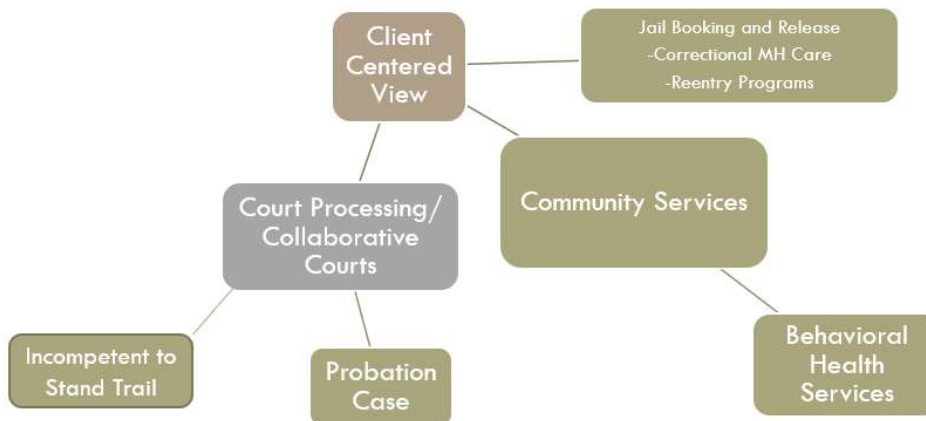 Client
Centered
View
Jail Booking and Release
-Correctional MH Care
-Reentry Programs
Court Processing/
Collaborative
Courts
Community Services
Incompetent to
Stand Trail
Probation
Case
Behavioral
Health
Services